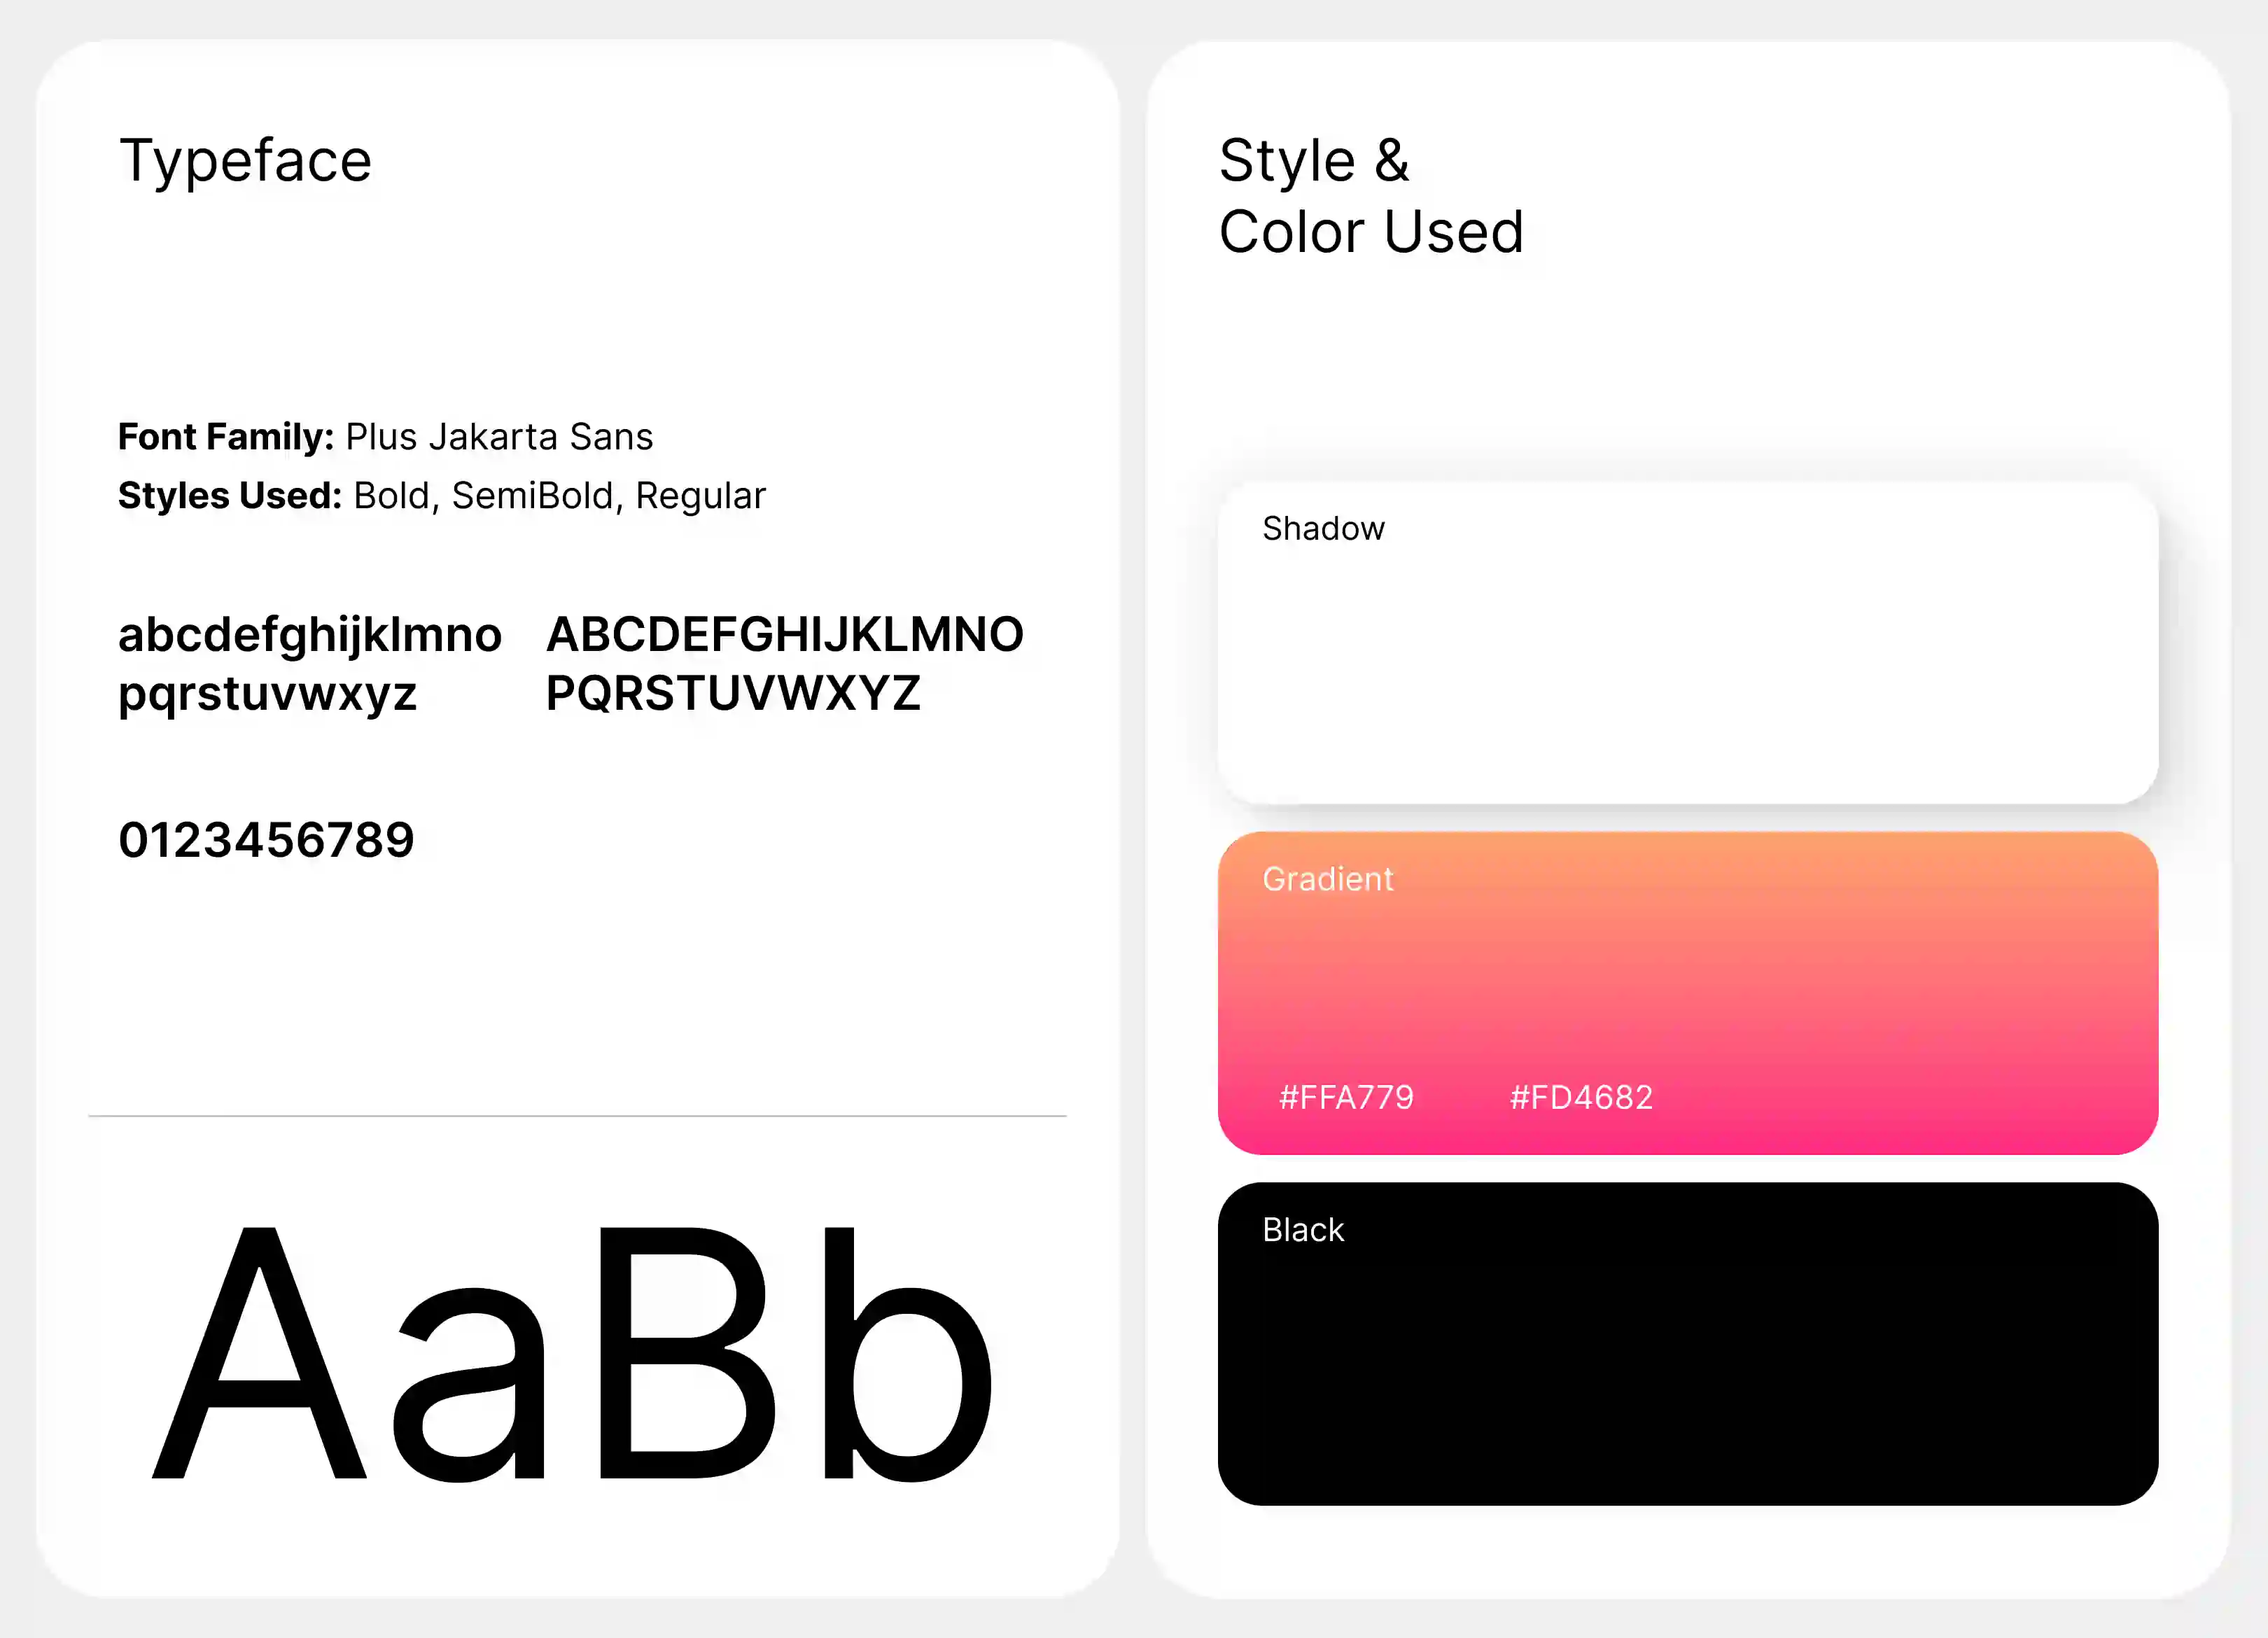 Typeface
Font Family: Plus Jakarta Sans
Styles Used: Bold, SemiBold, Regular
abcdefghijklmno
pqrstuvwxyz
ABCDEFGHIJKLMNO
PQRSTUVWXYZ
0123456789
AaBb
Style &
Color Used
Shadow
Gradient
#FFA779 #FD4682
Black